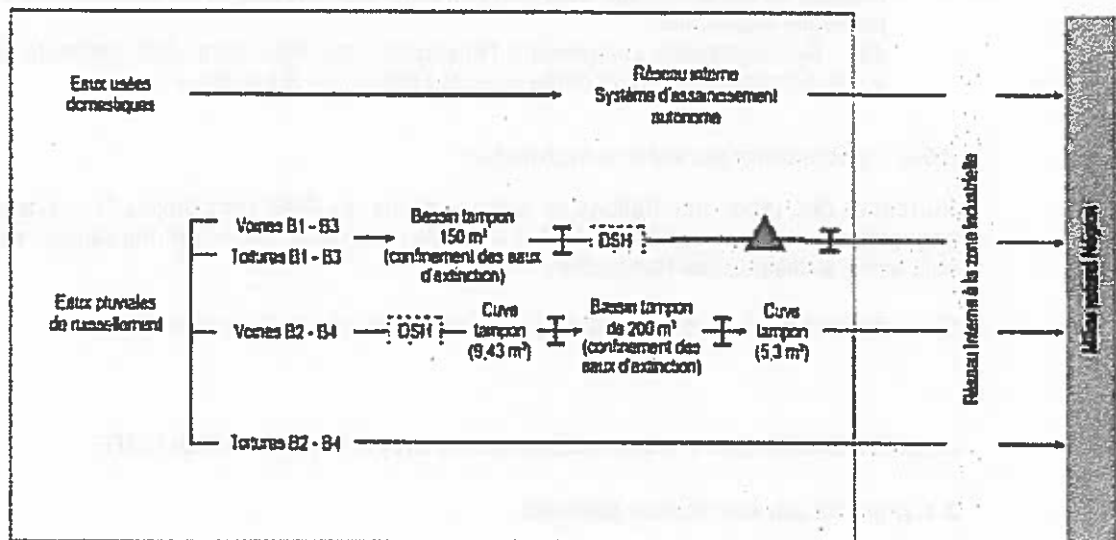 Eaux usées
domestiques
Réseau interne
Système d'assainissement
autonome
Voiries B1 - B3
Toitures B1 - B3
Bassin tampon
150 m³
(confinement des eaux
d'extinction)
DSH
Eaux pluviales
de ruissellement
Voiries B2 - B4
DSH
Cuve
tampon
(9,43 m³)
Bassin tampon
de 200 m³
(confinement des
eaux d'extinction)
Cuve
tampon
(5,3 m³)
Toitures B2 - B4
Réseau interne à la zone industrielle
Milieu naturel